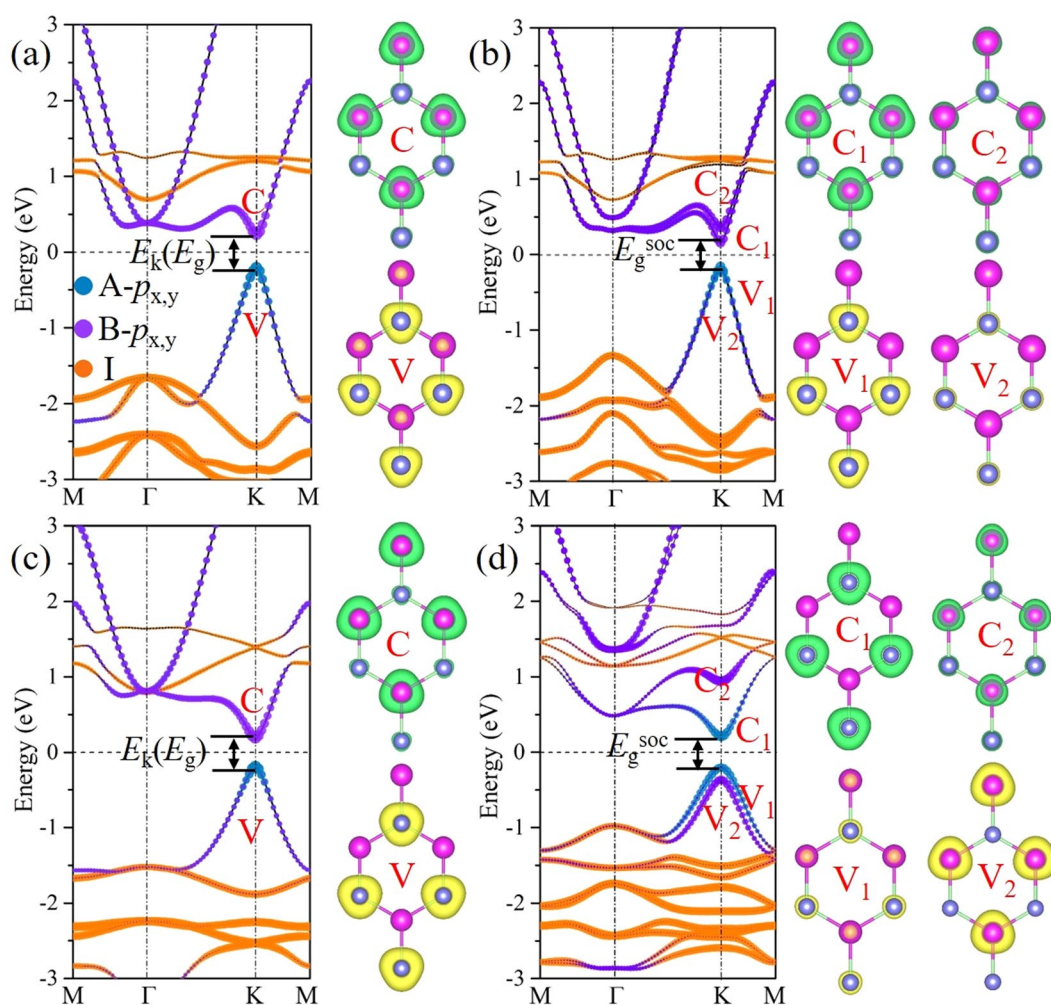 (a)
3
2
1
0
-1
-2
-3
Energy (eV)
C
E_k(E_g)
V
A-p_x,y
B-p_x,y
I
M Γ K M
C
V
(b)
3
2
1
0
-1
-2
-3
Energy (eV)
C_2
C_1
E_g^soc
V_1
V_2
M Γ K M
C_1 C_2
V_1 V_2
(c)
3
2
1
0
-1
-2
-3
Energy (eV)
C
E_k(E_g)
V
M Γ K M
C
V
(d)
3
2
1
0
-1
-2
-3
Energy (eV)
C_2
C_1
E_g^soc
V_1
V_2
M Γ K M
C_1 C_2
V_1 V_2